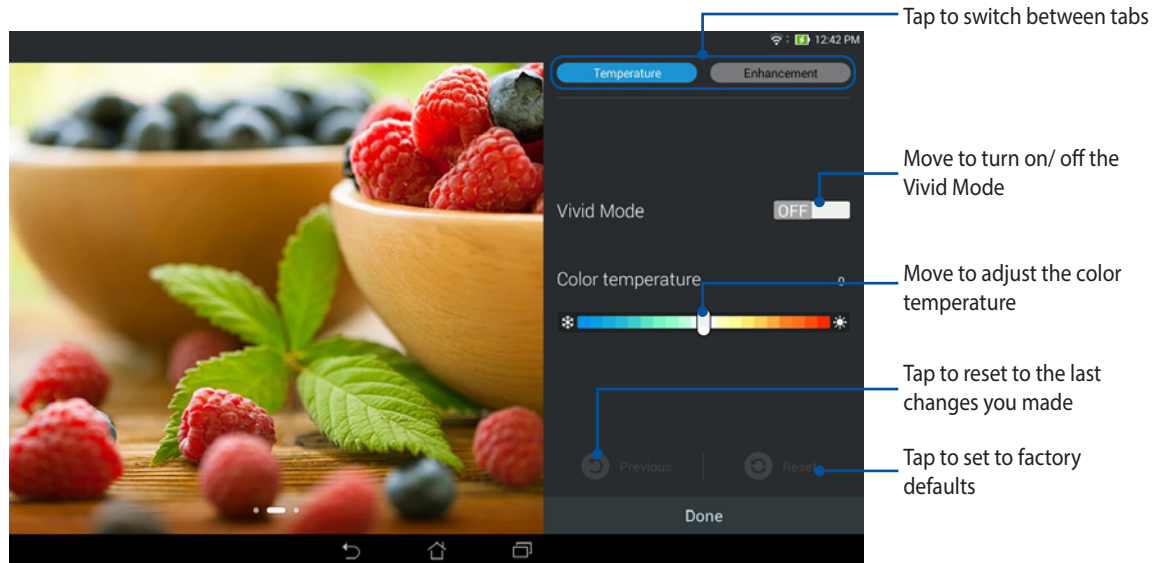 Tap to switch between tabs
12:42 PM
Temperature Enhancement
Move to turn on/ off the
Vivid Mode
Vivid Mode OFF
Move to adjust the color
temperature
Color temperature 0
Tap to reset to the last
changes you made
Tap to set to factory
defaults
Previous Reset
Done